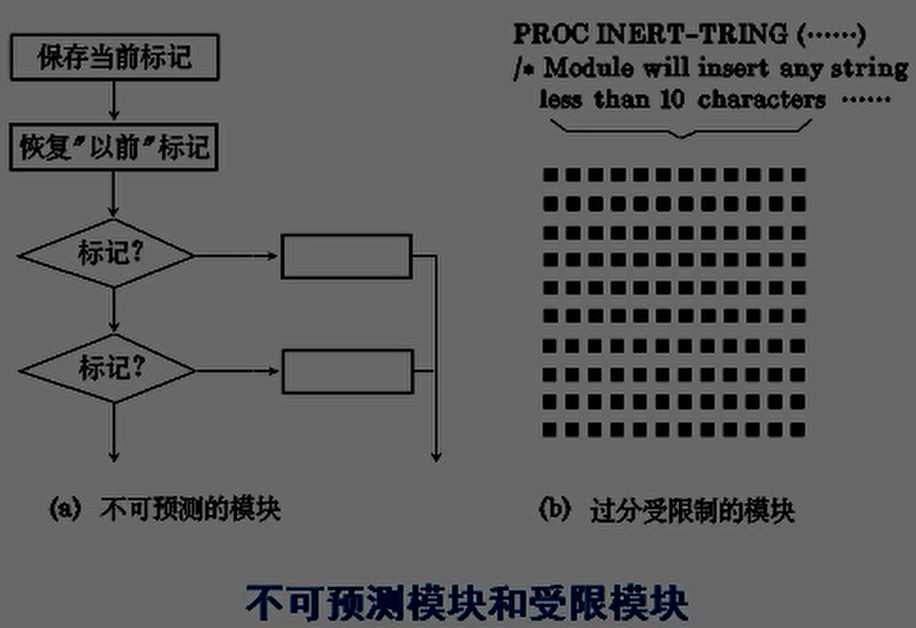 保存当前标记
恢复″以前″标记
标记?
标记?
(a) 不可预测的模块
PROC INERT-TRING (······)
/* Module will insert any string
less than 10 characters ······
(b) 过分受限制的模块
不可预测模块和受限模块